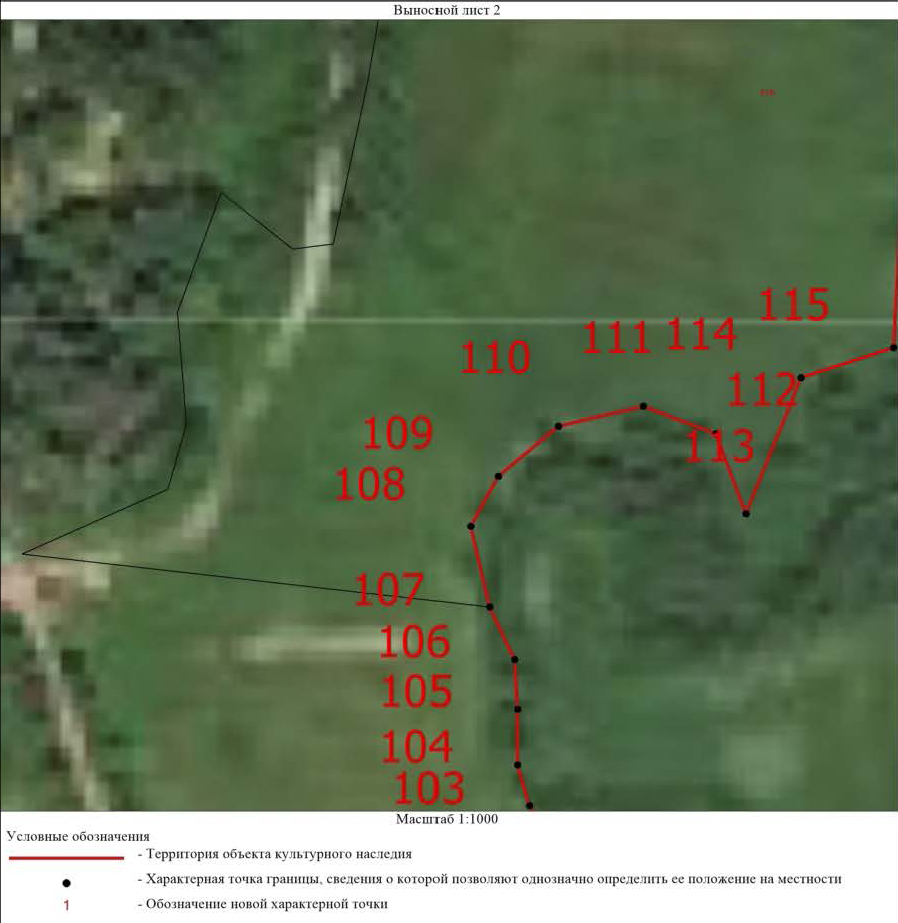 Выносной лист 2
115
111 114
110
112
109
113
108
107
106
105
104
103
Масштаб 1:1000
Условные обозначения
- Территория объекта культурного наследия
- Характерная точка границы, сведения о которой позволяют однозначно определить ее положение на местности
1 - Обозначение новой характерной точки